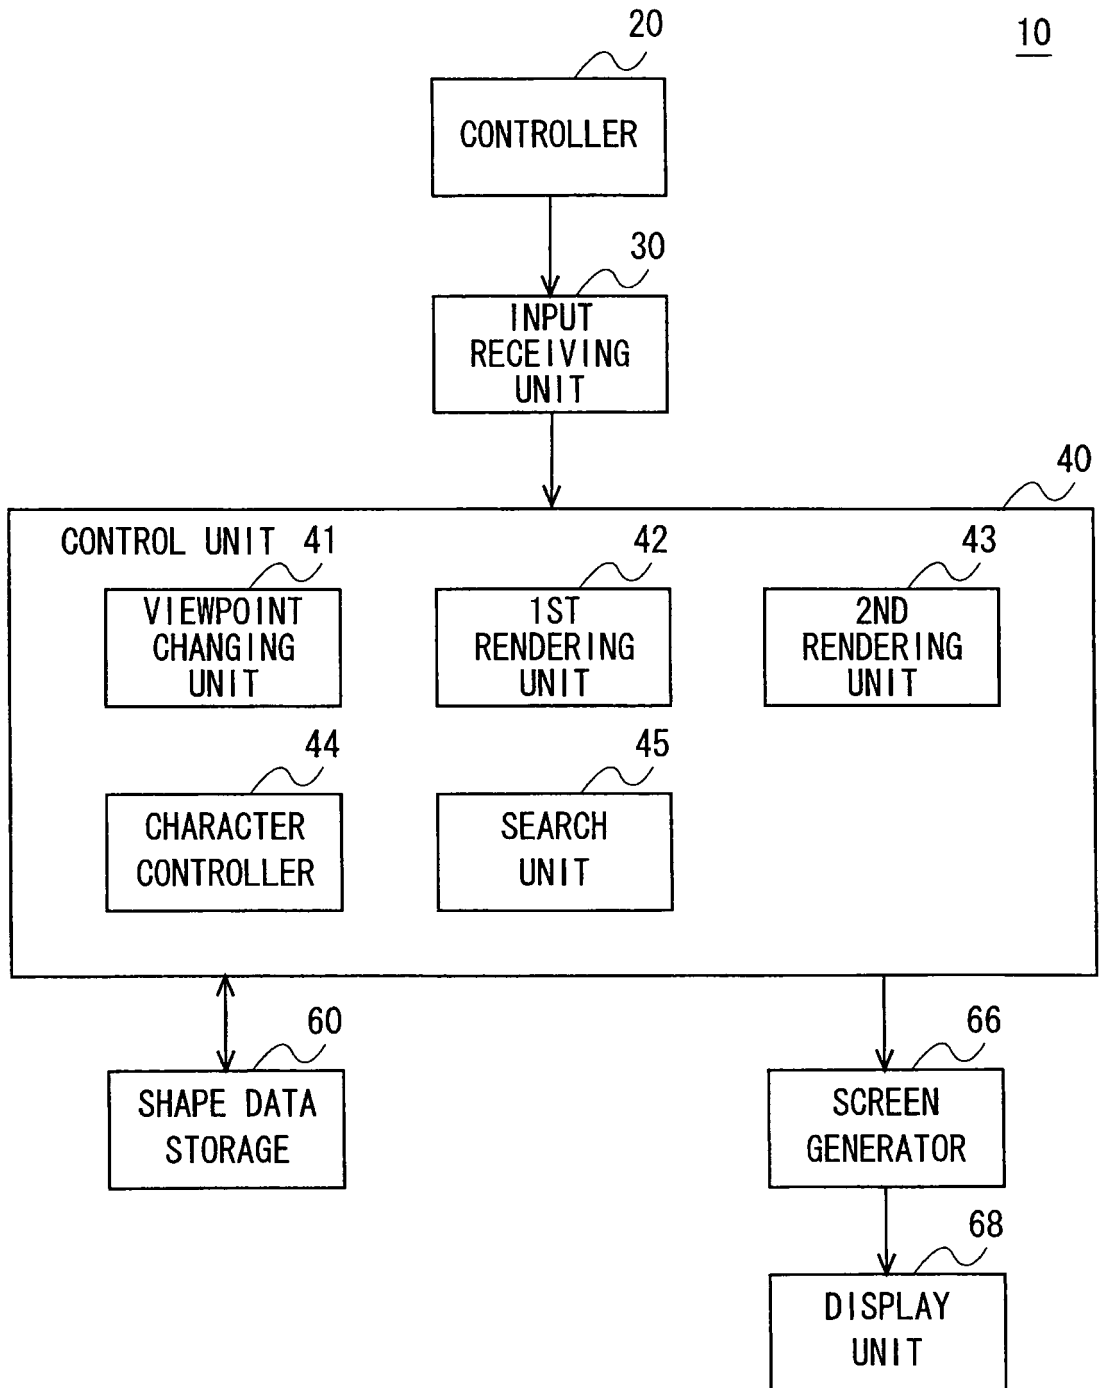 20
10
CONTROLLER
30
INPUT
RECEIVING
UNIT
40
CONTROL UNIT
41
42
43
VIEWPOINT
CHANGING
UNIT
1ST
RENDERING
UNIT
2ND
RENDERING
UNIT
44
45
CHARACTER
CONTROLLER
SEARCH
UNIT
60
66
SHAPE DATA
STORAGE
SCREEN
GENERATOR
68
DISPLAY
UNIT